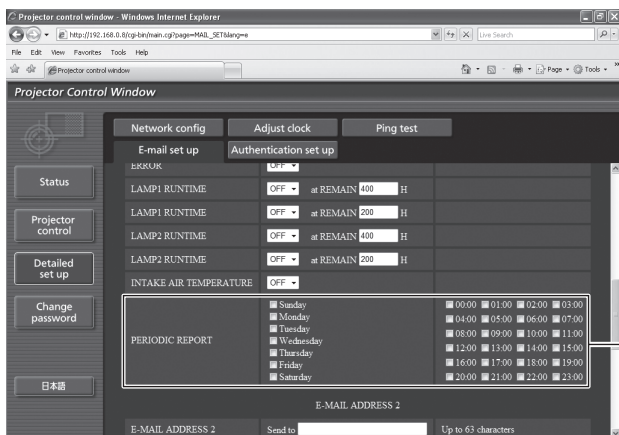 Projector control window - Windows Internet Explorer
http://192.168.0.8/cgi-bin/main.cgi?page=MAIL_SET&lang=e
Live Search
File Edit View Favorites Tools Help
Projector control window
Page Tools
Projector Control Window
Network config Adjust clock Ping test
E-mail set up Authentication set up
Status
Projector control
Detailed set up
Change password
日本語
ERROR OFF
LAMP1 RUNTIME OFF at REMAIN 400 H
LAMP1 RUNTIME OFF at REMAIN 200 H
LAMP2 RUNTIME OFF at REMAIN 400 H
LAMP2 RUNTIME OFF at REMAIN 200 H
INTAKE AIR TEMPERATURE OFF
PERIODIC REPORT
Sunday
Monday
Tuesday
Wednesday
Thursday
Friday
Saturday
00:00 01:00 02:00 03:00
04:00 05:00 06:00 07:00
08:00 09:00 10:00 11:00
12:00 13:00 14:00 15:00
16:00 17:00 18:00 19:00
20:00 21:00 22:00 23:00
E-MAIL ADDRESS 2
E-MAIL ADDRESS 2 Send to Up to 63 characters